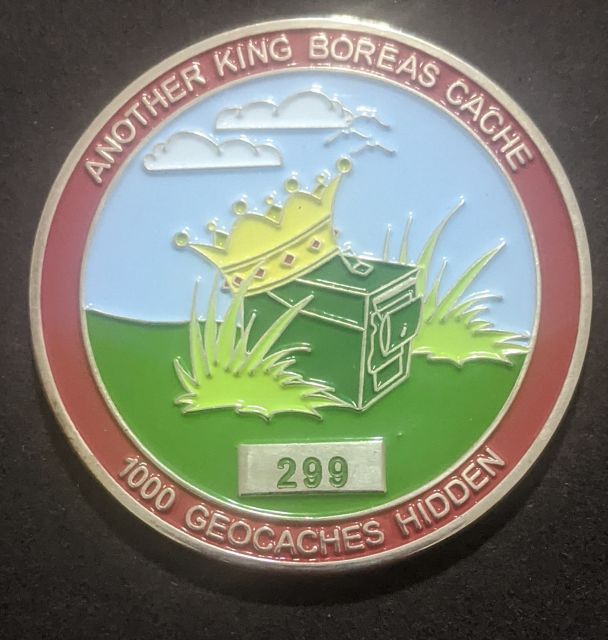 ANOTHER KING BOREAS CACHE
299
1000 GEOCACHES HIDDEN